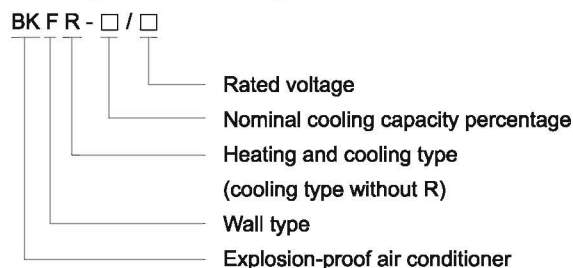 BK F R - □ / □
Rated voltage
Nominal cooling capacity percentage
Heating and cooling type
(cooling type without R)
Wall type
Explosion-proof air conditioner